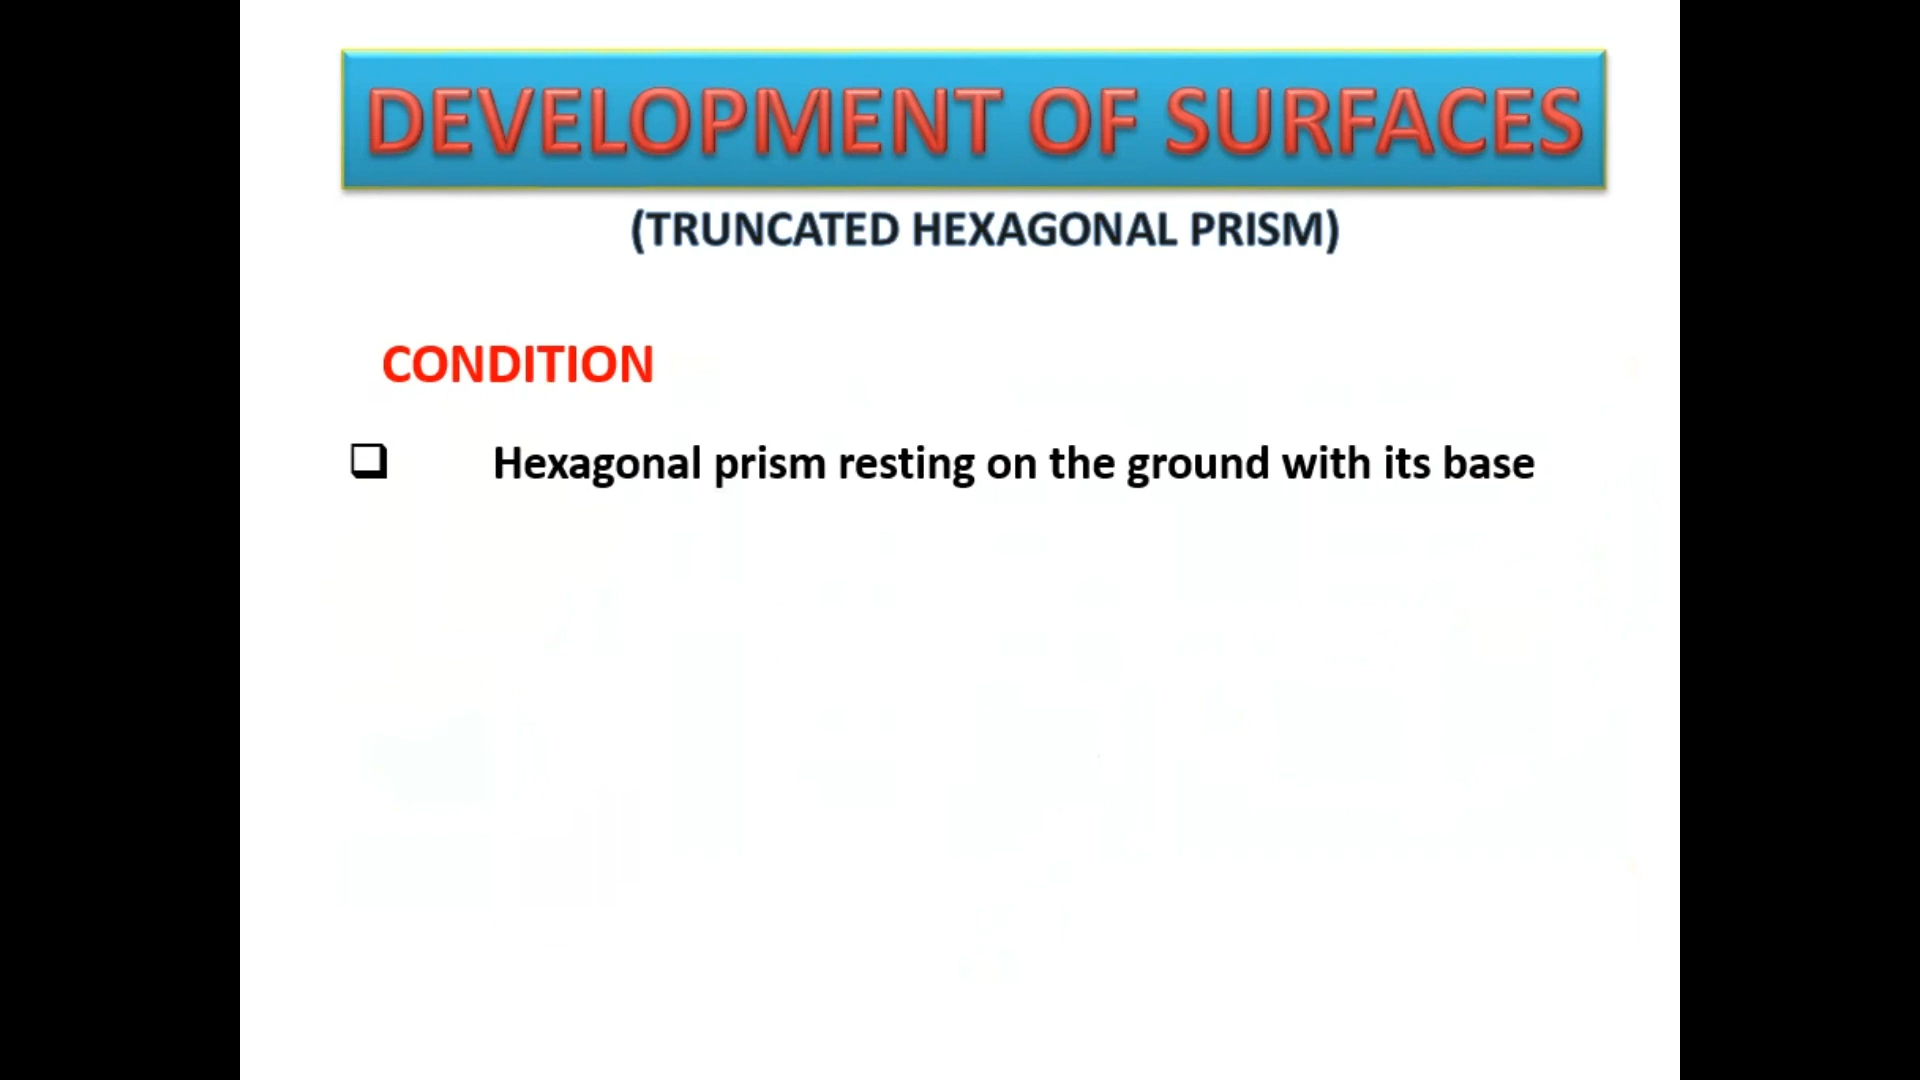 DEVELOPMENT OF SURFACES
(TRUNCATED HEXAGONAL PRISM)
CONDITION
Hexagonal prism resting on the ground with its base